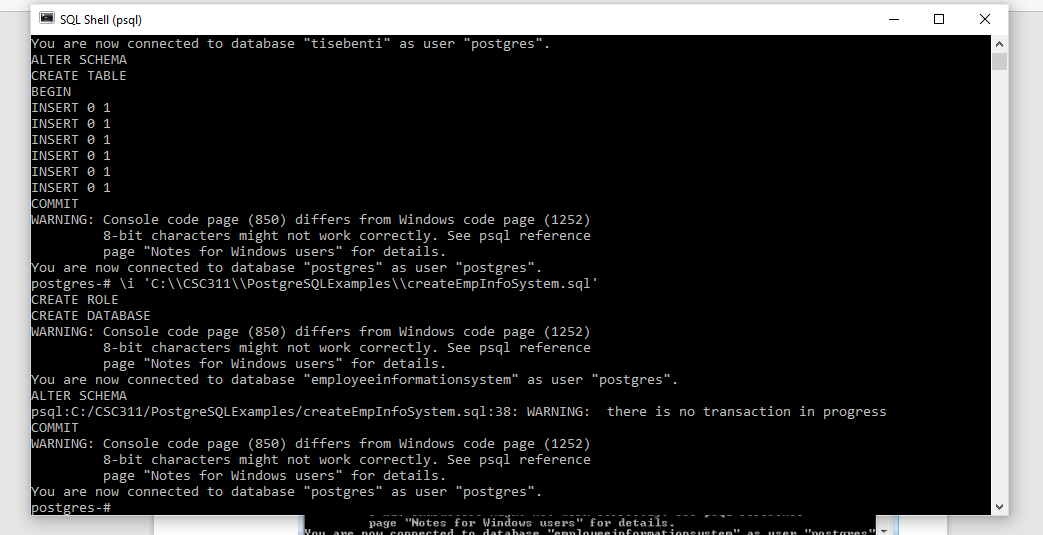 SQL Shell (psql)
You are now connected to database "tisebenti" as user "postgres".
ALTER SCHEMA
CREATE TABLE
BEGIN
INSERT 0 1
INSERT 0 1
INSERT 0 1
INSERT 0 1
INSERT 0 1
INSERT 0 1
COMMIT
WARNING: Console code page (850) differs from Windows code page (1252)
         8-bit characters might not work correctly. See psql reference
         page "Notes for Windows users" for details.
You are now connected to database "postgres" as user "postgres".
postgres-# \i 'C:\\CSC311\\PostgreSQLExamples\\createEmpInfoSystem.sql'
CREATE ROLE
CREATE DATABASE
WARNING: Console code page (850) differs from Windows code page (1252)
         8-bit characters might not work correctly. See psql reference
         page "Notes for Windows users" for details.
You are now connected to database "employeeinformationsystem" as user "postgres".
ALTER SCHEMA
psql:C:/CSC311/PostgreSQLExamples/createEmpInfoSystem.sql:38: WARNING:  there is no transaction in progress
COMMIT
WARNING: Console code page (850) differs from Windows code page (1252)
         8-bit characters might not work correctly. See psql reference
         page "Notes for Windows users" for details.
You are now connected to database "postgres" as user "postgres".
postgres-#
page "Notes for Windows users" for details.
You are now connected to database "employeeinformationsystem" as user "postgres"